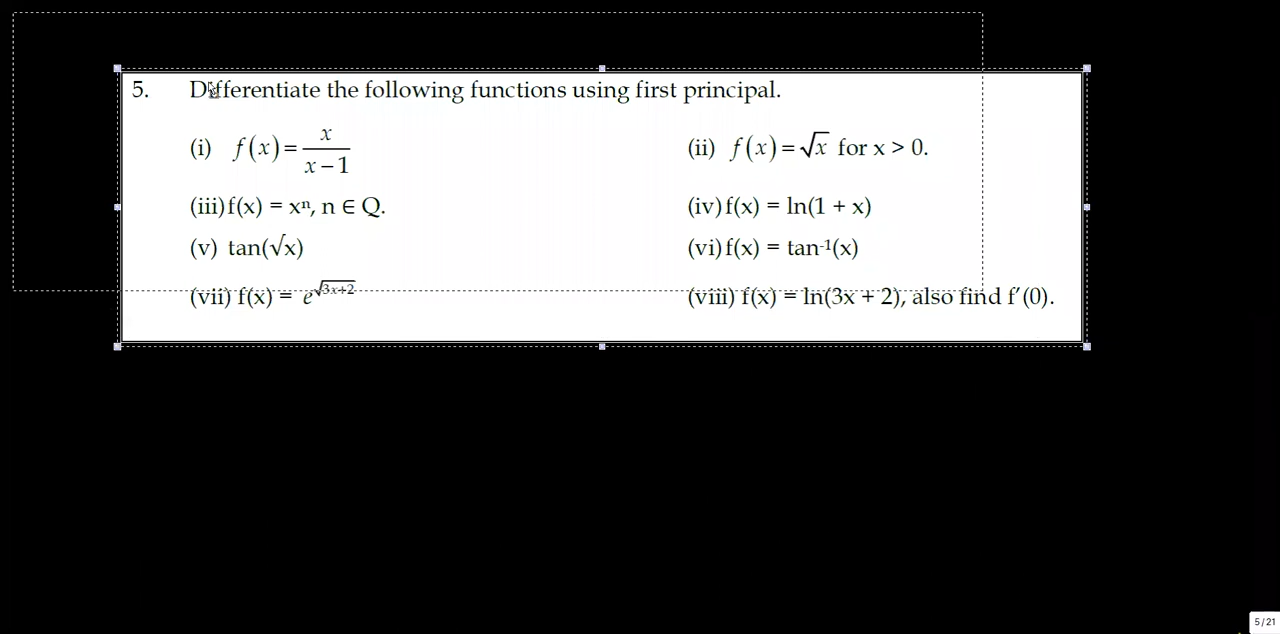 5. Differentiate the following functions using first principal.
(i) f(x) = x/(x − 1) (ii) f(x) = √x for x > 0.
(iii) f(x) = xⁿ, n ∈ Q. (iv) f(x) = ln(1 + x)
(v) tan(√x) (vi) f(x) = tan⁻¹(x)
(vii) f(x) = e^√(3x+2) (viii) f(x) = ln(3x + 2), also find f′(0).
5/21